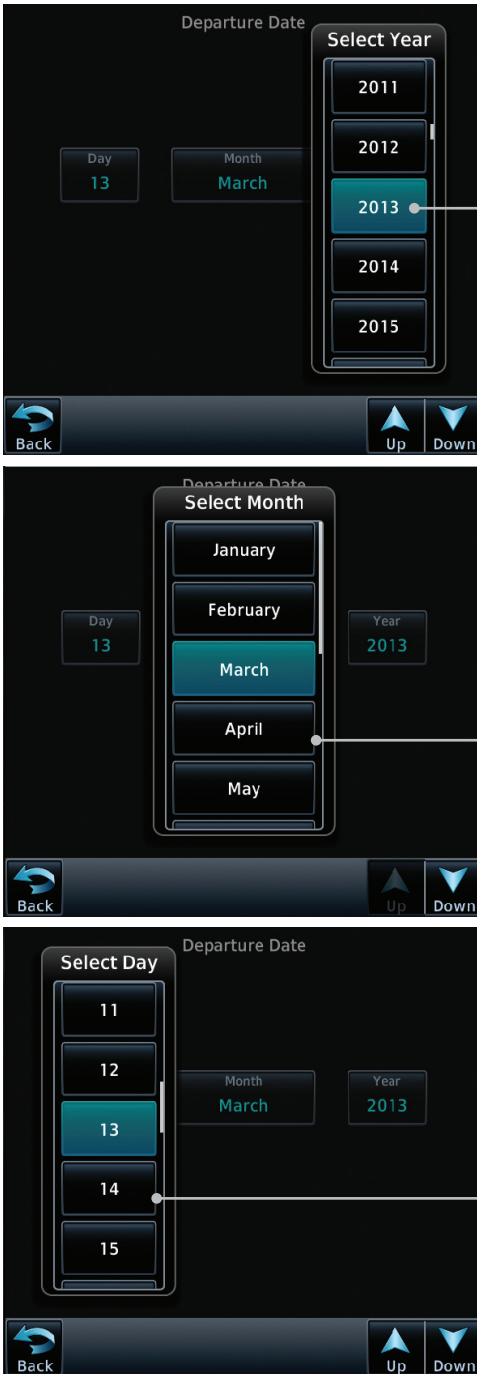 Departure Date
Select Year
2011
2012
Day
13
Month
March
2013
2014
2015
Back
Up
Down
Departure Date
Select Month
January
February
Day
13
March
Year
2013
April
May
Back
Up
Down
Departure Date
Select Day
11
12
13
Month
March
Year
2013
14
15
Back
Up
Down